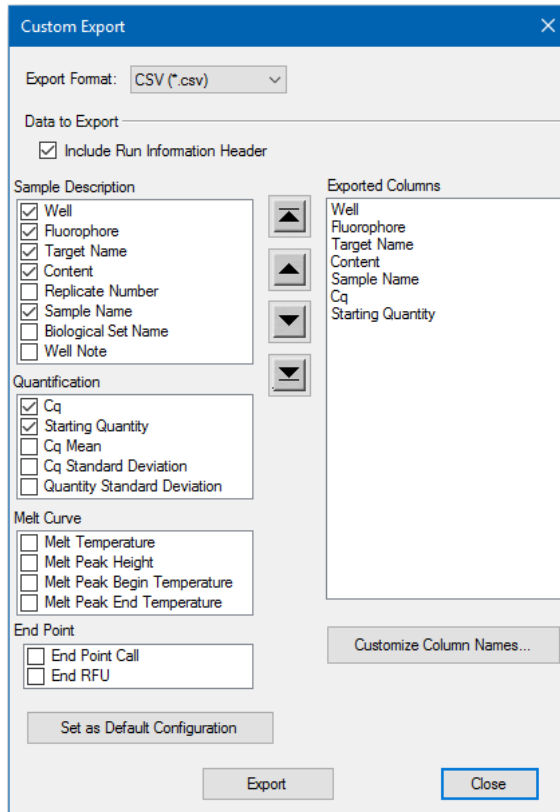 Custom Export
Export Format: CSV (*.csv)
Data to Export
Include Run Information Header
Sample Description
Well
Fluorophore
Target Name
Content
Replicate Number
Sample Name
Biological Set Name
Well Note
Quantification
Cq
Starting Quantity
Cq Mean
Cq Standard Deviation
Quantity Standard Deviation
Melt Curve
Melt Temperature
Melt Peak Height
Melt Peak Begin Temperature
Melt Peak End Temperature
End Point
End Point Call
End RFU
Exported Columns
Well
Fluorophore
Target Name
Content
Sample Name
Cq
Starting Quantity
Customize Column Names...
Set as Default Configuration
Export
Close